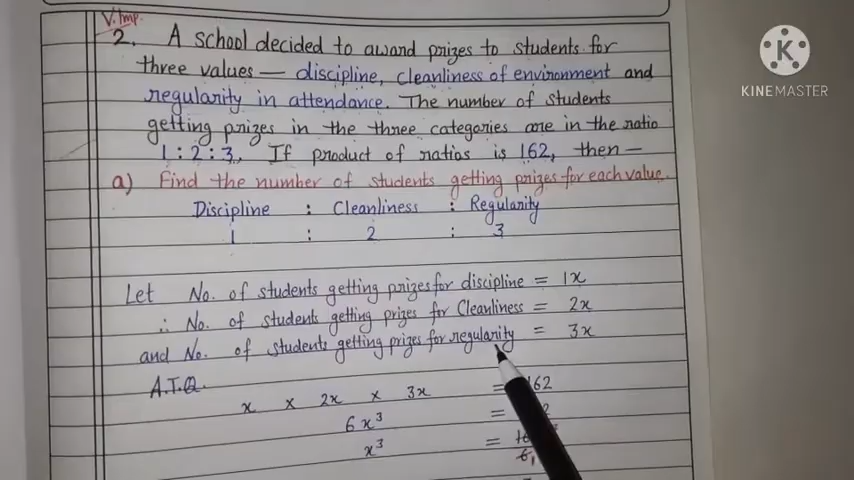 V. Imp.
2. A school decided to award prizes to students for
three values — discipline, cleanliness of environment and
regularity in attendance. The number of students
getting prizes in the three categories are in the ratio
1 : 2 : 3. If product of ratios is 162, then —
a) Find the number of students getting prizes for each value.
Discipline : Cleanliness : Regularity
1 : 2 : 3
Let No. of students getting prizes for discipline = 1x
∴ No. of students getting prizes for Cleanliness = 2x
and No. of students getting prizes for regularity = 3x
A.T.Q.
x × 2x × 3x = 162
6x³ =
x³ =
K
KINEMASTER